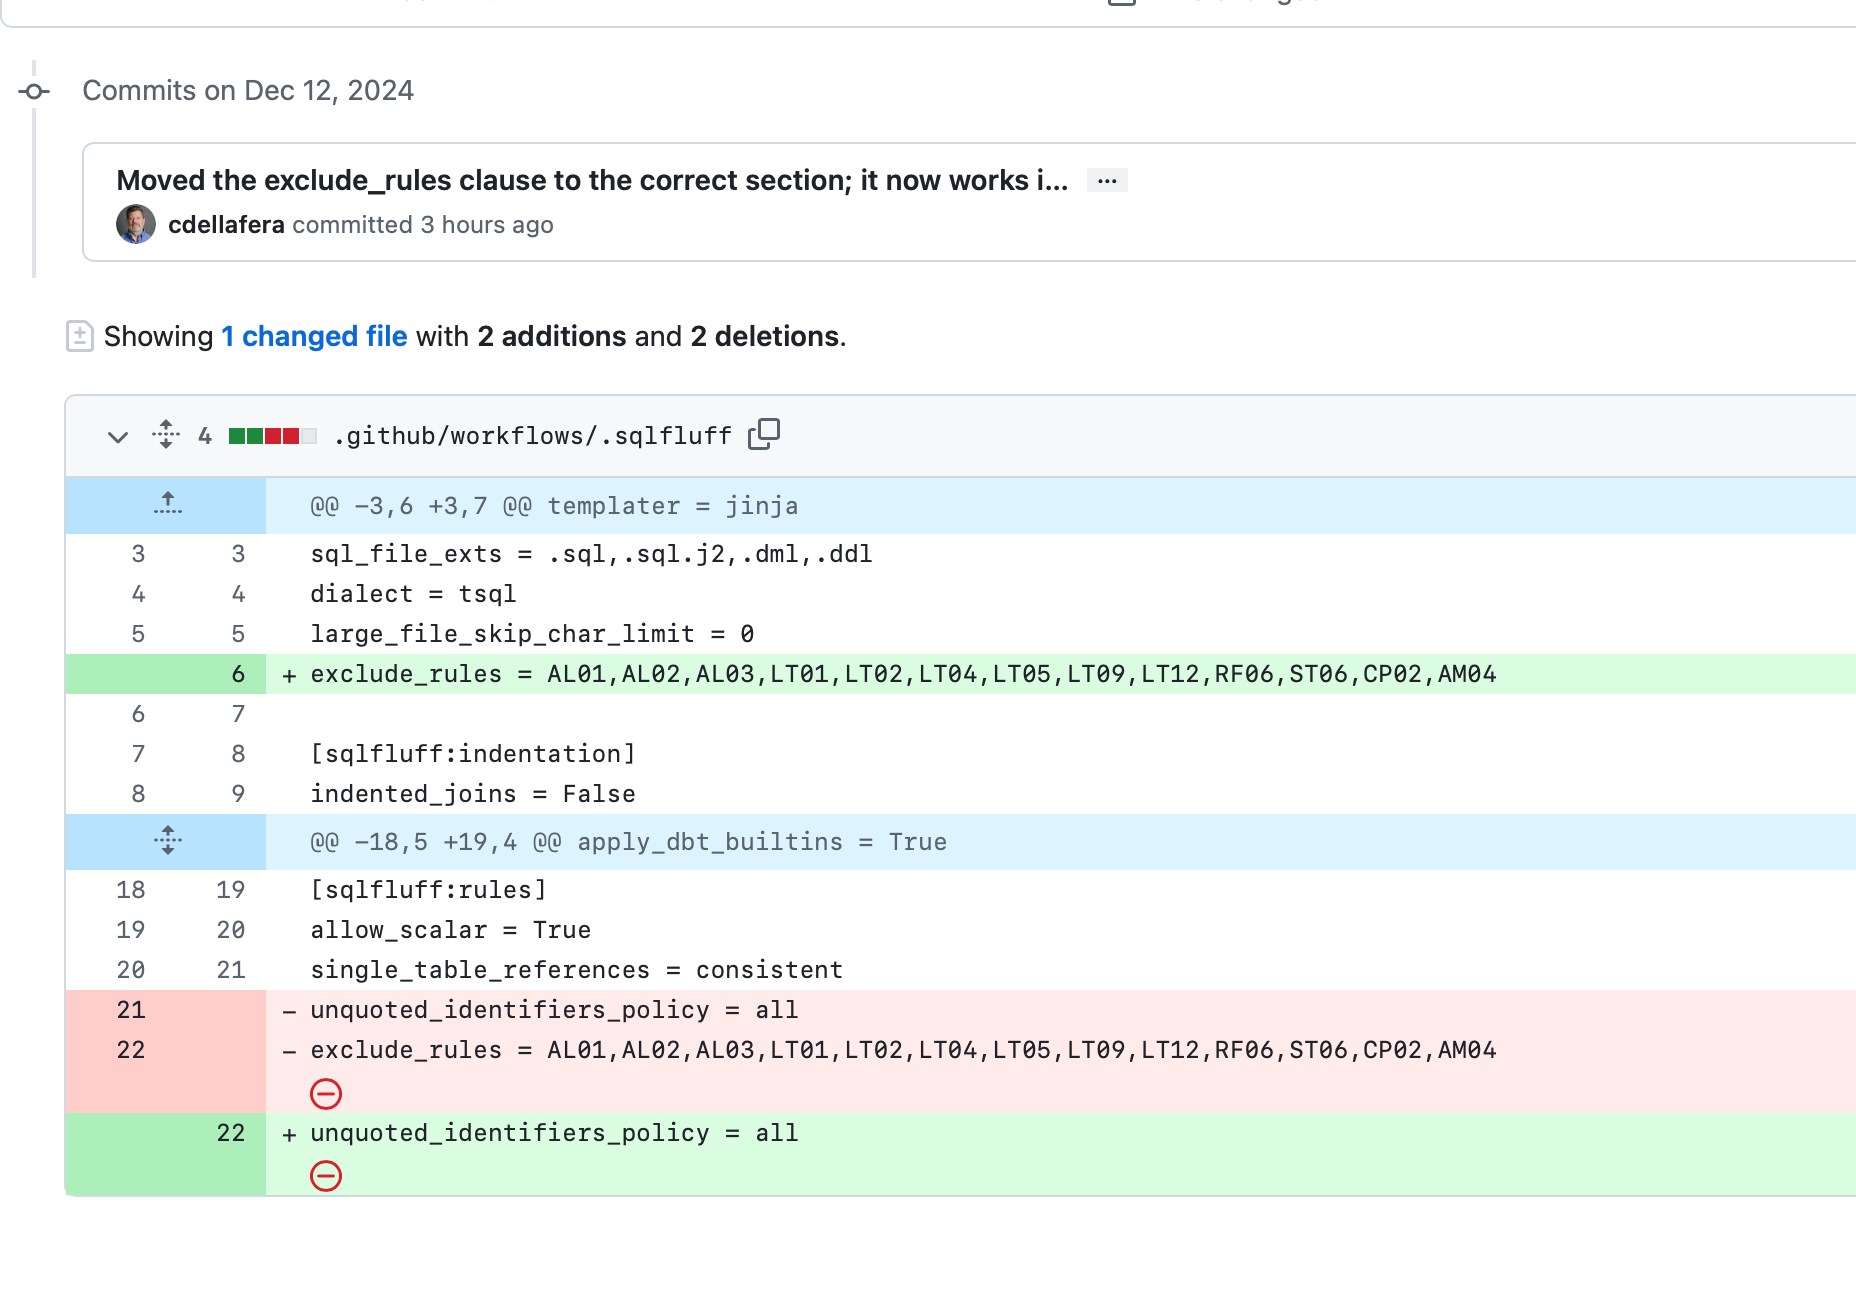 Commits on Dec 12, 2024
Moved the exclude_rules clause to the correct section; it now works i... ...
cdellafera committed 3 hours ago
Showing 1 changed file with 2 additions and 2 deletions.
4 .github/workflows/.sqlfluff
@@ -3,6 +3,7 @@ templater = jinja
3 3 sql_file_exts = .sql,.sql.j2,.dml,.ddl
4 4 dialect = tsql
5 5 large_file_skip_char_limit = 0
6 + exclude_rules = AL01,AL02,AL03,LT01,LT02,LT04,LT05,LT09,LT12,RF06,ST06,CP02,AM04
6 7
7 8 [sqlfluff:indentation]
8 9 indented_joins = False
@@ -18,5 +19,4 @@ apply_dbt_builtins = True
18 19 [sqlfluff:rules]
19 20 allow_scalar = True
20 21 single_table_references = consistent
21 - unquoted_identifiers_policy = all
22 - exclude_rules = AL01,AL02,AL03,LT01,LT02,LT04,LT05,LT09,LT12,RF06,ST06,CP02,AM04
22 + unquoted_identifiers_policy = all